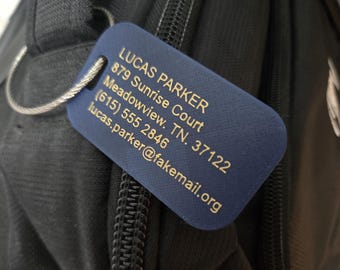 LUCAS PARKER
879 Sunrise Court
Meadowview, TN. 37122
(615) 555 2846
lucas.parker@fakemail.org